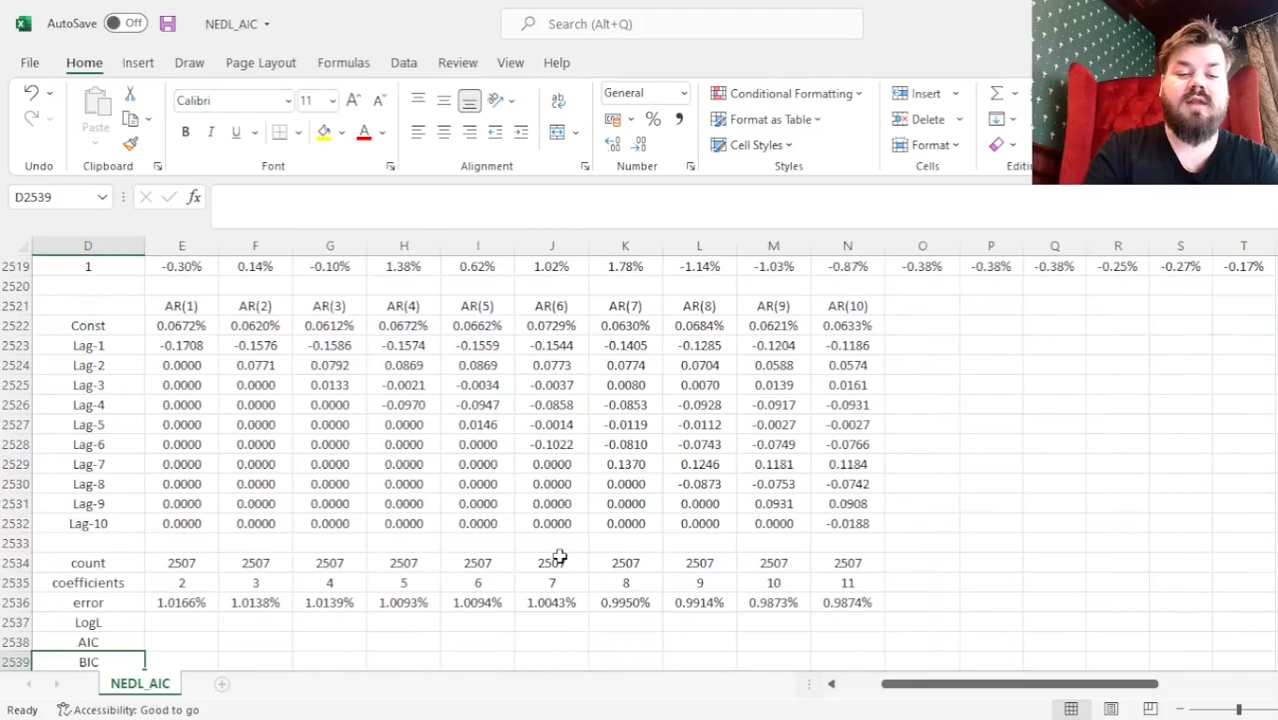 AutoSave Off NEDL_AIC Search (Alt+Q)
File Home Insert Draw Page Layout Formulas Data Review View Help
Calibri 11 General Conditional Formatting Insert
Paste Format as Table Delete
B I U A % Cell Styles Format
Undo Clipboard Font Alignment Number Styles Cells Editin
D2539 fx
D E F G H I J K L M N O P Q R S T
2519 1 -0.30% 0.14% -0.10% 1.38% 0.62% 1.02% 1.78% -1.14% -1.03% -0.87% -0.38% -0.38% -0.38% -0.25% -0.27% -0.17%
2520
2521 AR(1) AR(2) AR(3) AR(4) AR(5) AR(6) AR(7) AR(8) AR(9) AR(10)
2522 Const 0.0672% 0.0620% 0.0612% 0.0672% 0.0662% 0.0729% 0.0630% 0.0684% 0.0621% 0.0633%
2523 Lag-1 -0.1708 -0.1576 -0.1586 -0.1574 -0.1559 -0.1544 -0.1405 -0.1285 -0.1204 -0.1186
2524 Lag-2 0.0000 0.0771 0.0792 0.0869 0.0869 0.0773 0.0774 0.0704 0.0588 0.0574
2525 Lag-3 0.0000 0.0000 0.0133 -0.0021 -0.0034 -0.0037 0.0080 0.0070 0.0139 0.0161
2526 Lag-4 0.0000 0.0000 0.0000 -0.0970 -0.0947 -0.0858 -0.0853 -0.0928 -0.0917 -0.0931
2527 Lag-5 0.0000 0.0000 0.0000 0.0000 0.0146 -0.0014 -0.0119 -0.0112 -0.0027 -0.0027
2528 Lag-6 0.0000 0.0000 0.0000 0.0000 0.0000 -0.1022 -0.0810 -0.0743 -0.0749 -0.0766
2529 Lag-7 0.0000 0.0000 0.0000 0.0000 0.0000 0.0000 0.1370 0.1246 0.1181 0.1184
2530 Lag-8 0.0000 0.0000 0.0000 0.0000 0.0000 0.0000 0.0000 -0.0873 -0.0753 -0.0742
2531 Lag-9 0.0000 0.0000 0.0000 0.0000 0.0000 0.0000 0.0000 0.0000 0.0931 0.0908
2532 Lag-10 0.0000 0.0000 0.0000 0.0000 0.0000 0.0000 0.0000 0.0000 0.0000 -0.0188
2533
2534 count 2507 2507 2507 2507 2507 2507 2507 2507 2507 2507
2535 coefficients 2 3 4 5 6 7 8 9 10 11
2536 error 1.0166% 1.0138% 1.0139% 1.0093% 1.0094% 1.0043% 0.9950% 0.9914% 0.9873% 0.9874%
2537 LogL
2538 AIC
2539 BIC
NEDL_AIC
Ready Accessibility: Good to go